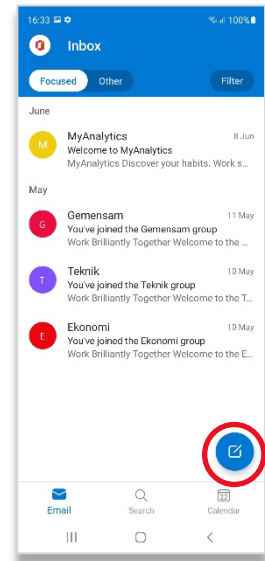 16:33 100%
Inbox
Focused Other Filter
June
M
MyAnalytics 8 Jun
Welcome to MyAnalytics
MyAnalytics Discover your habits. Work s...
May
G
Gemensam 11 May
You've joined the Gemensam group
Work Brilliantly Together Welcome to the ...
T
Teknik 10 May
You've joined the Teknik group
Work Brilliantly Together Welcome to the T...
E
Ekonomi 10 May
You've joined the Ekonomi group
Work Brilliantly Together Welcome to the E...
22
Email Search Calendar